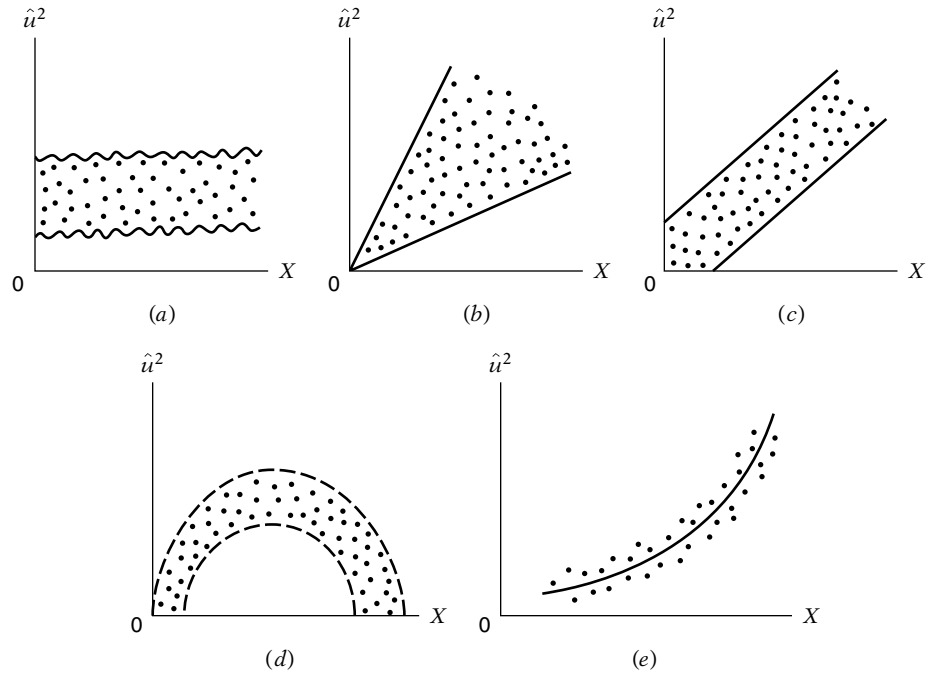 û² û² û²
0 X 0 X 0 X
(a) (b) (c)
û² û²
0 X 0 X
(d) (e)